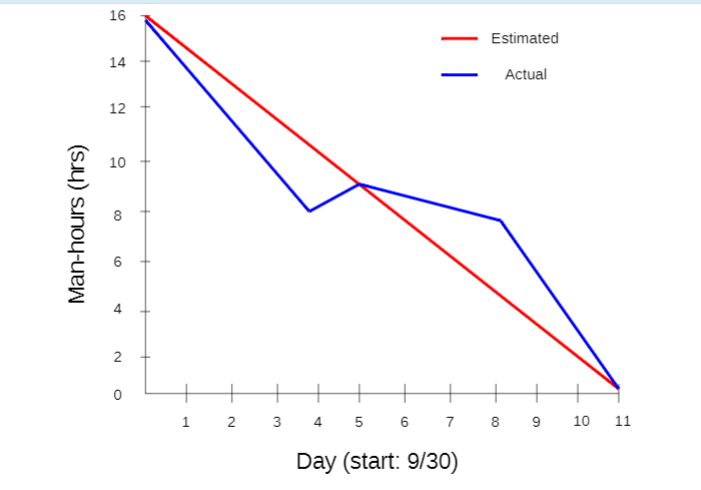 16
14
12
10
8
6
4
2
0
Man-hours (hrs)
Estimated
Actual
1 2 3 4 5 6 7 8 9 10 11
Day (start: 9/30)